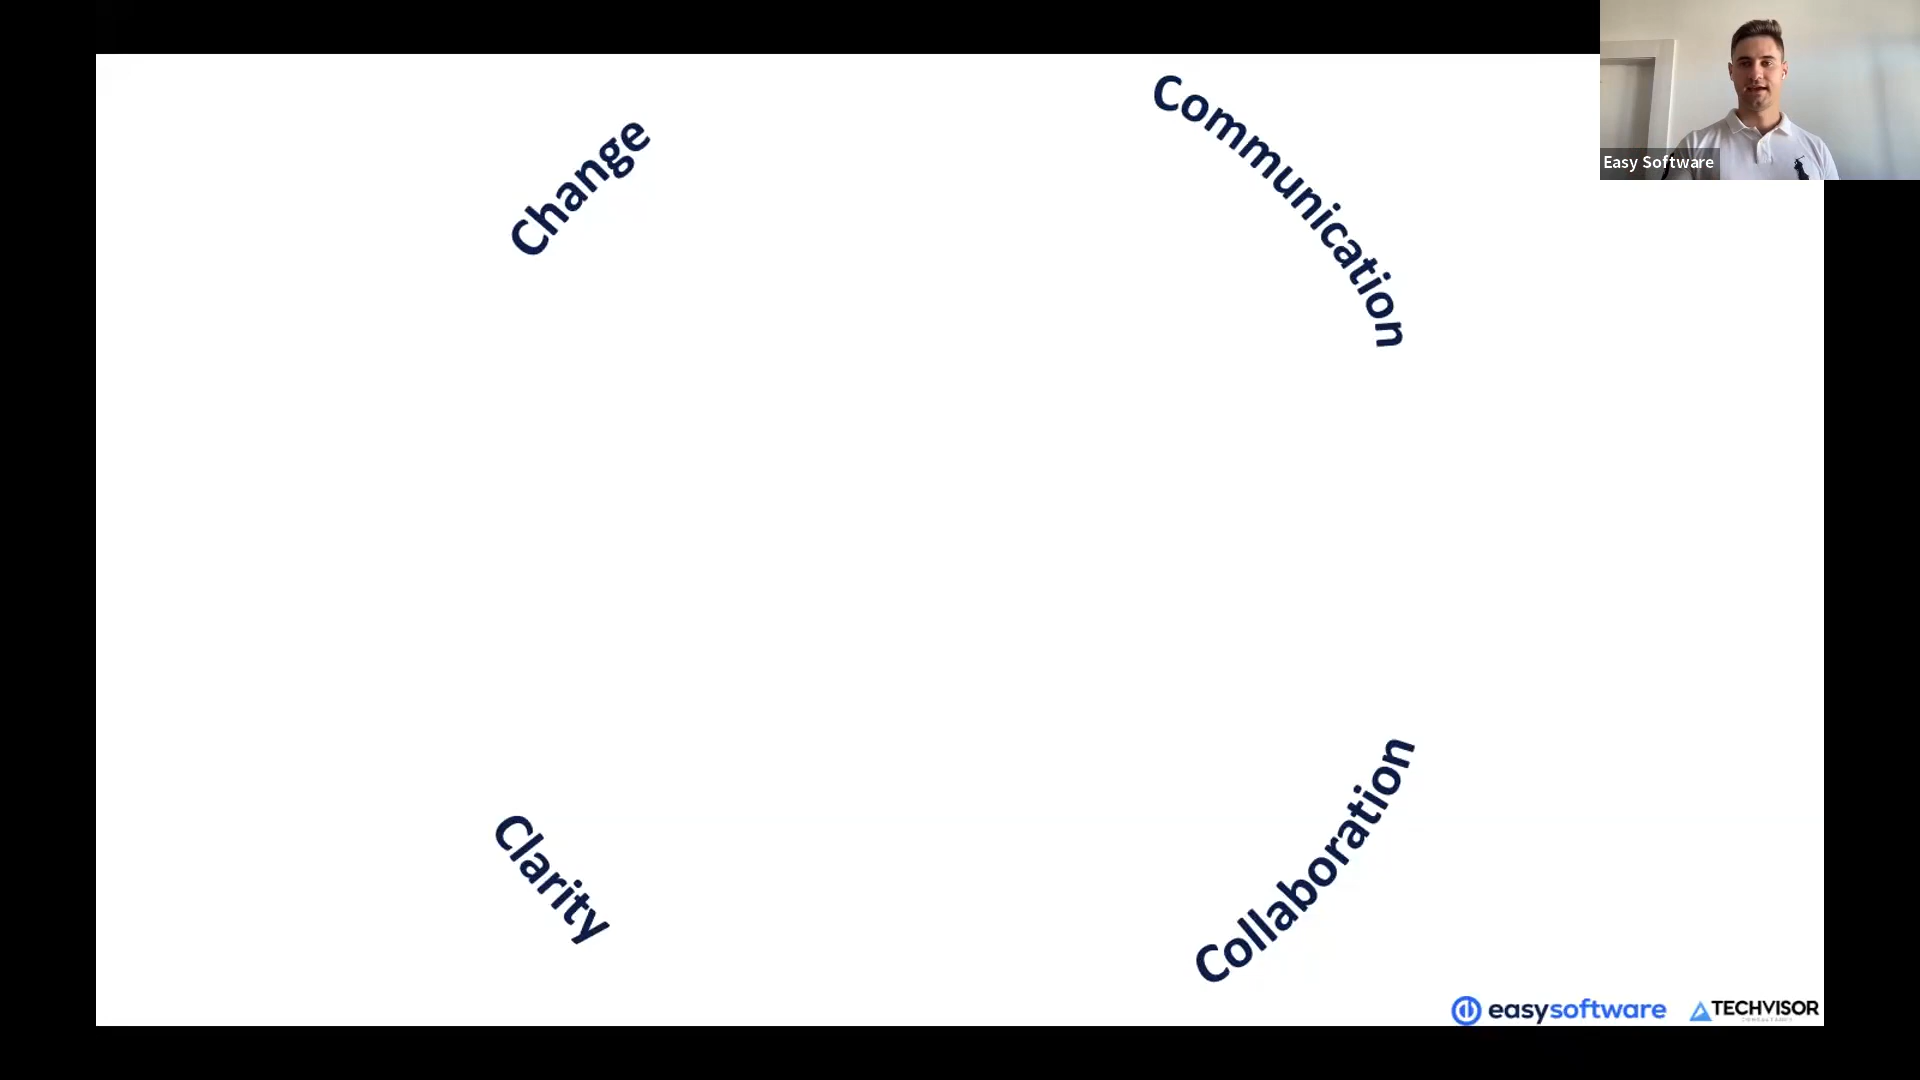 Change
Communication
Easy Software
Clarity
Collaboration
easysoftware
TECHVISOR